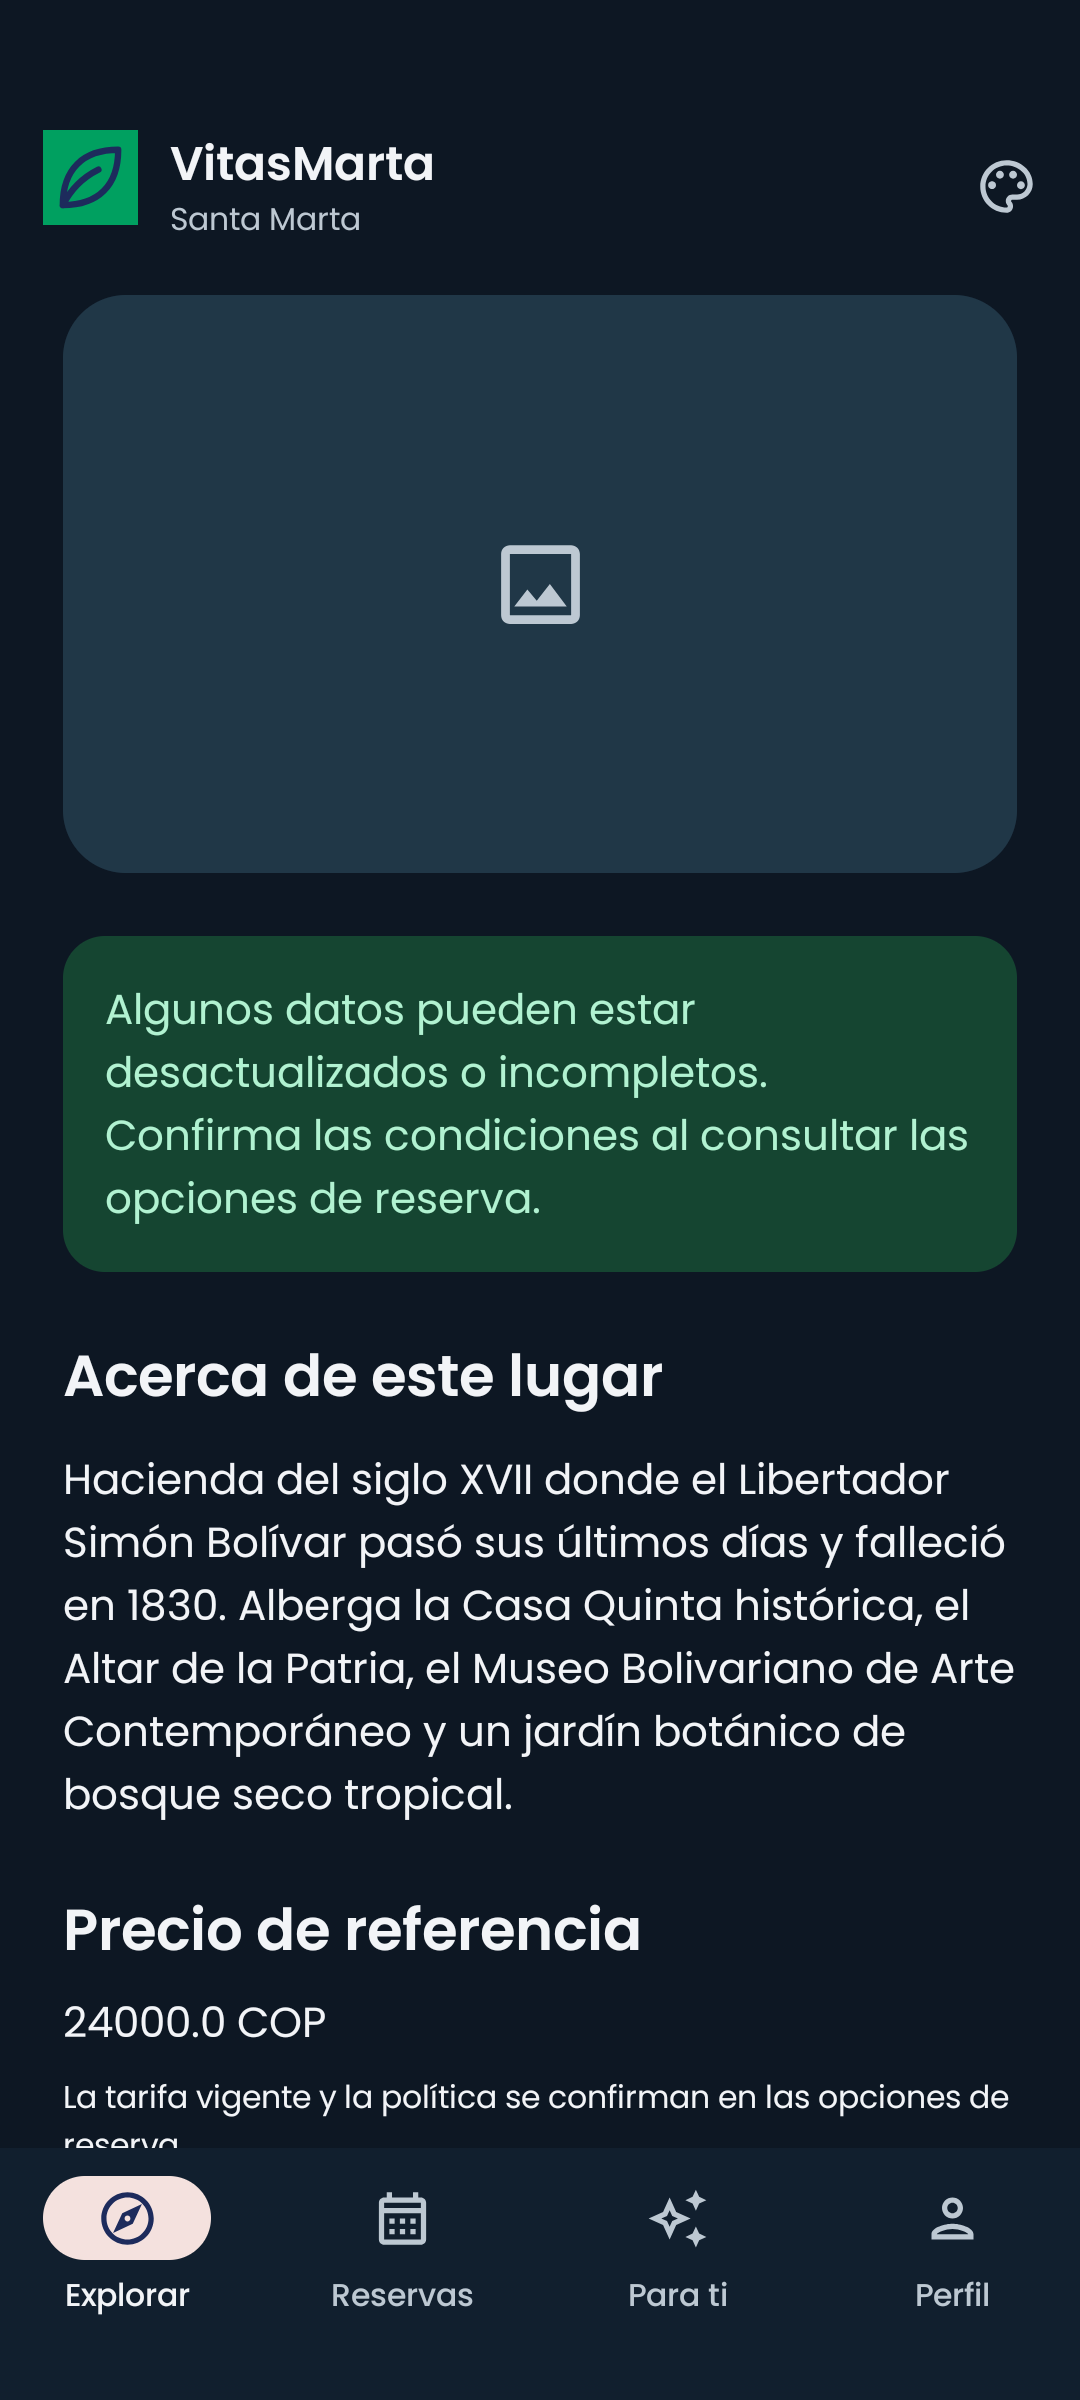 VitasMarta
Santa Marta
Algunos datos pueden estar
desactualizados o incompletos.
Confirma las condiciones al consultar las
opciones de reserva.
Acerca de este lugar
Hacienda del siglo XVII donde el Libertador
Simón Bolívar pasó sus últimos días y falleció
en 1830. Alberga la Casa Quinta histórica, el
Altar de la Patria, el Museo Bolivariano de Arte
Contemporáneo y un jardín botánico de
bosque seco tropical.
Precio de referencia
24000.0 COP
La tarifa vigente y la política se confirman en las opciones de
reserva
Explorar
Reservas
Para ti
Perfil